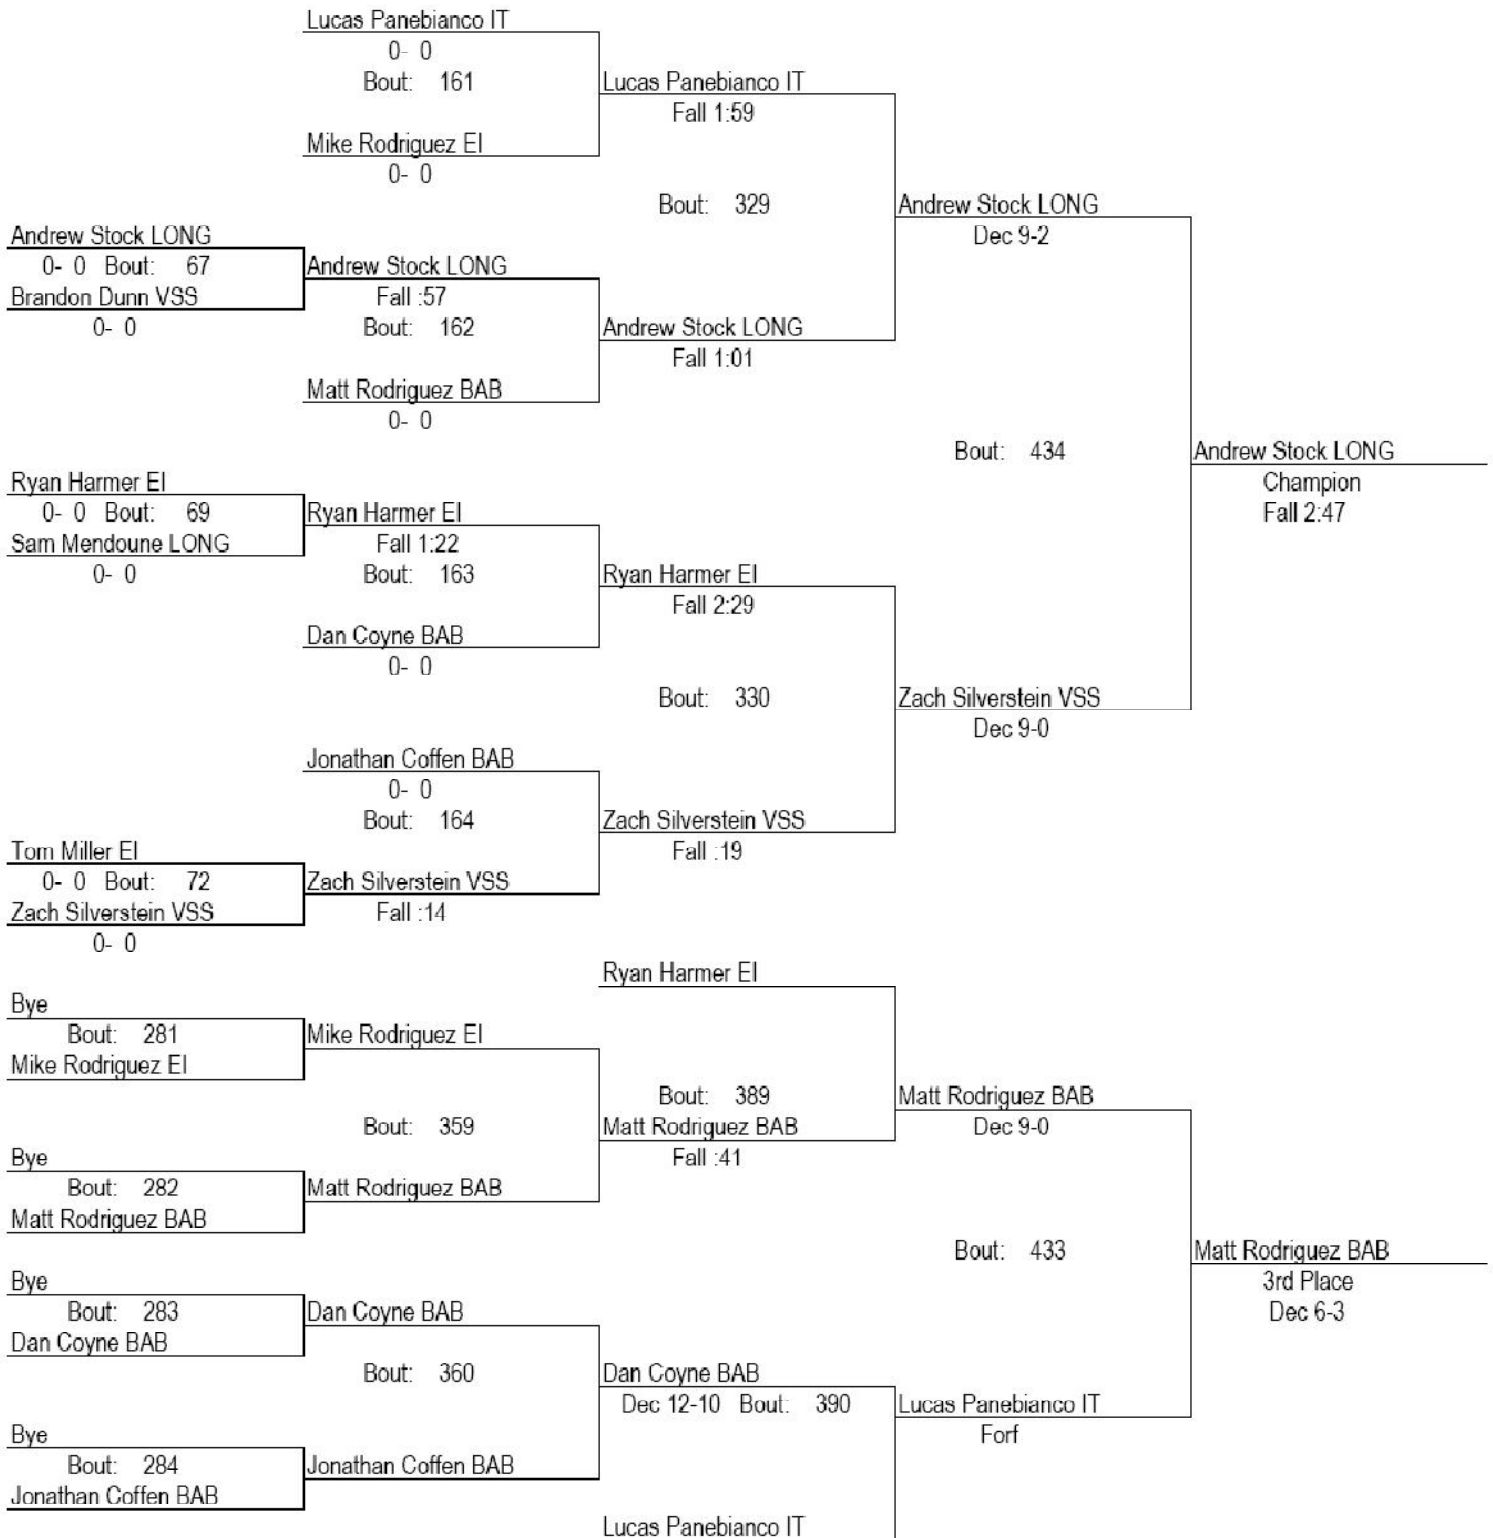 Lucas Panebianco IT
0- 0
Bout: 161
Lucas Panebianco IT
Fall 1:59
Mike Rodriguez EI
0- 0
Bout: 329
Andrew Stock LONG
Dec 9-2
Andrew Stock LONG
0- 0 Bout: 67
Andrew Stock LONG
Brandon Dunn VSS
Fall :57
0- 0
Bout: 162
Andrew Stock LONG
Fall 1:01
Matt Rodriguez BAB
0- 0
Bout: 434
Andrew Stock LONG
Champion
Fall 2:47
Ryan Harmer EI
0- 0 Bout: 69
Ryan Harmer EI
Sam Mendoune LONG
Fall 1:22
0- 0
Bout: 163
Ryan Harmer EI
Fall 2:29
Dan Coyne BAB
0- 0
Bout: 330
Zach Silverstein VSS
Dec 9-0
Jonathan Coffen BAB
0- 0
Bout: 164
Zach Silverstein VSS
Fall :19
Tom Miller EI
0- 0 Bout: 72
Zach Silverstein VSS
Zach Silverstein VSS
Fall :14
0- 0
Ryan Harmer EI
Bye
Bout: 281
Mike Rodriguez EI
Mike Rodriguez EI
Bout: 389
Matt Rodriguez BAB
Bout: 359
Matt Rodriguez BAB
Dec 9-0
Bye
Fall :41
Bout: 282
Matt Rodriguez BAB
Matt Rodriguez BAB
Bout: 433
Matt Rodriguez BAB
3rd Place
Dec 6-3
Bye
Bout: 283
Dan Coyne BAB
Dan Coyne BAB
Bout: 360
Dan Coyne BAB
Dec 12-10 Bout: 390
Lucas Panebianco IT
Forf
Bye
Bout: 284
Jonathan Coffen BAB
Jonathan Coffen BAB
Lucas Panebianco IT